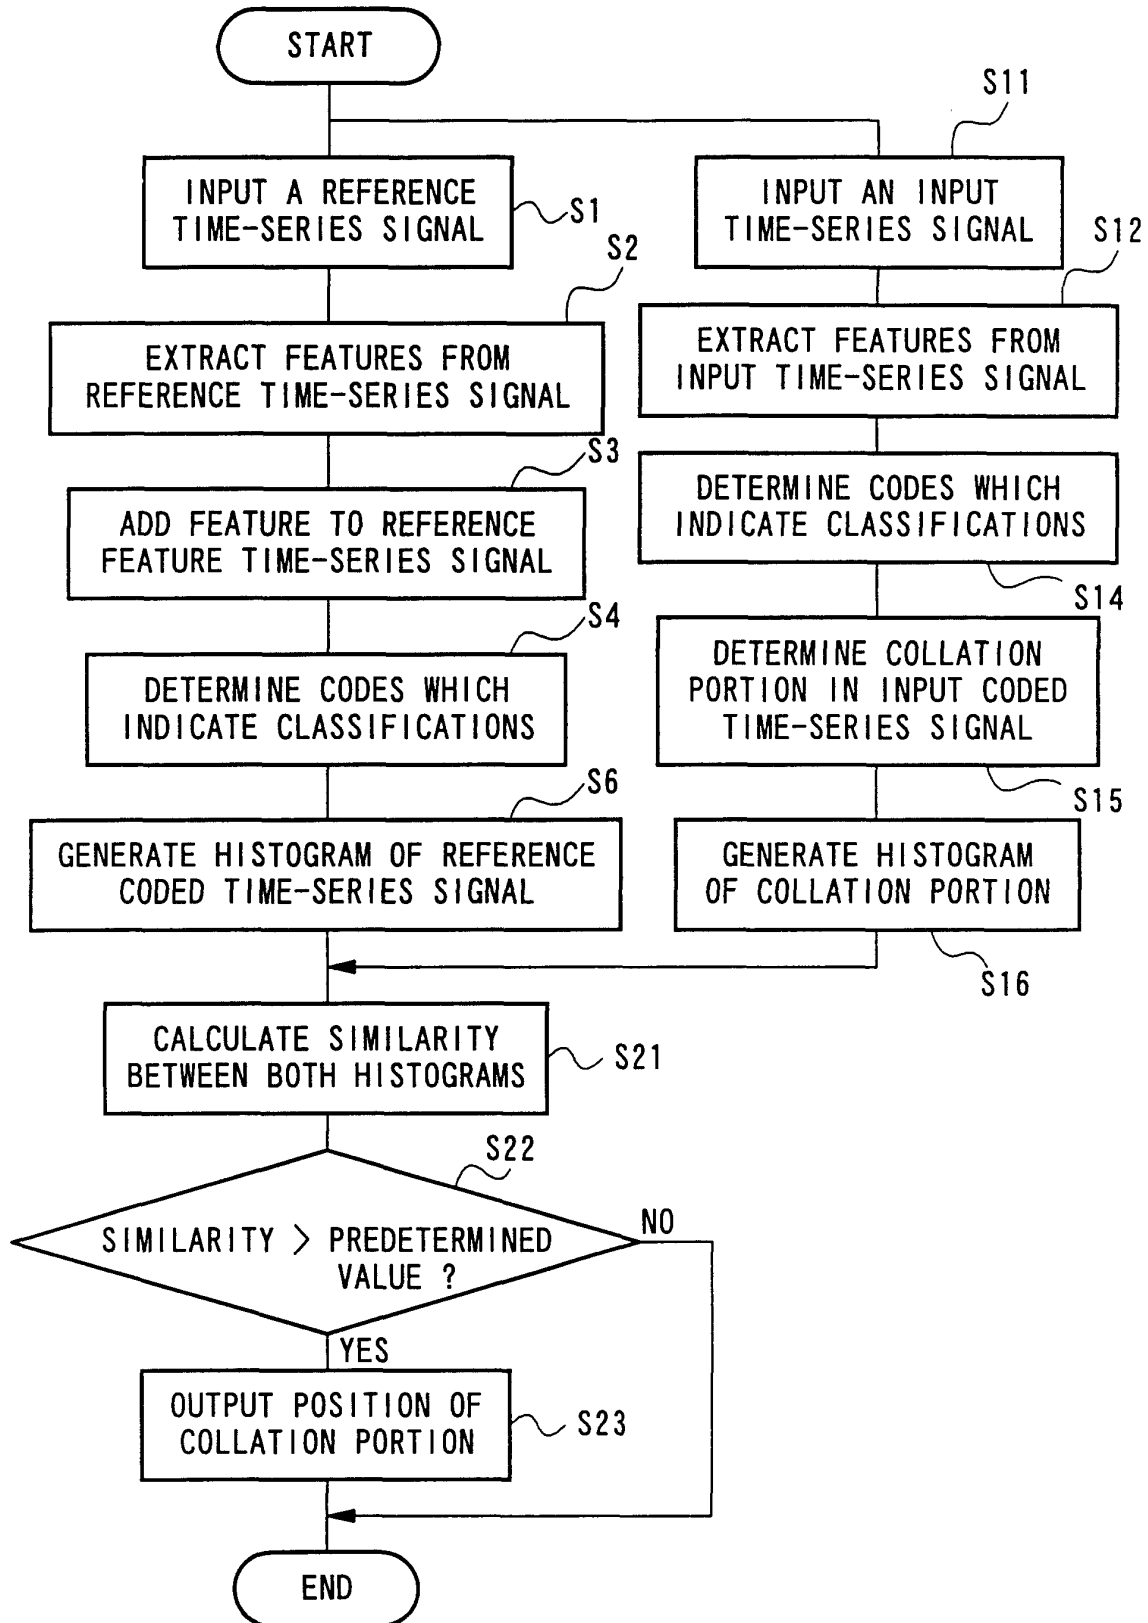 START
S11
INPUT A REFERENCE
TIME-SERIES SIGNAL
S1
INPUT AN INPUT
TIME-SERIES SIGNAL
S12
S2
EXTRACT FEATURES FROM
REFERENCE TIME-SERIES SIGNAL
EXTRACT FEATURES FROM
INPUT TIME-SERIES SIGNAL
S3
ADD FEATURE TO REFERENCE
FEATURE TIME-SERIES SIGNAL
DETERMINE CODES WHICH
INDICATE CLASSIFICATIONS
S14
S4
DETERMINE CODES WHICH
INDICATE CLASSIFICATIONS
DETERMINE COLLATION
PORTION IN INPUT CODED
TIME-SERIES SIGNAL
S15
S6
GENERATE HISTOGRAM OF REFERENCE
CODED TIME-SERIES SIGNAL
GENERATE HISTOGRAM
OF COLLATION PORTION
S16
CALCULATE SIMILARITY
BETWEEN BOTH HISTOGRAMS
S21
S22
SIMILARITY > PREDETERMINED
VALUE ?
NO
YES
OUTPUT POSITION OF
COLLATION PORTION
S23
END